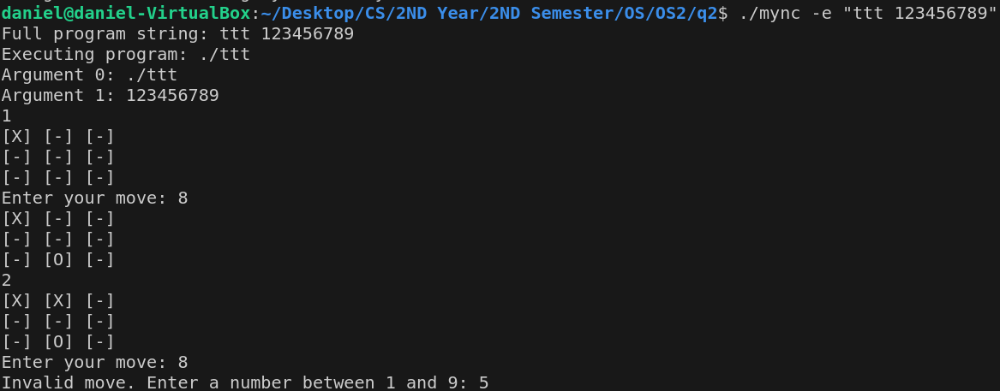 daniel@daniel-VirtualBox:~/Desktop/CS/2ND Year/2ND Semester/OS/OS2/q2$ ./mync -e "ttt 123456789"
Full program string: ttt 123456789
Executing program: ./ttt
Argument 0: ./ttt
Argument 1: 123456789
1
[X] [-] [-]
[-] [-] [-]
[-] [-] [-]
Enter your move: 8
[X] [-] [-]
[-] [-] [-]
[-] [O] [-]
2
[X] [X] [-]
[-] [-] [-]
[-] [O] [-]
Enter your move: 8
Invalid move. Enter a number between 1 and 9: 5